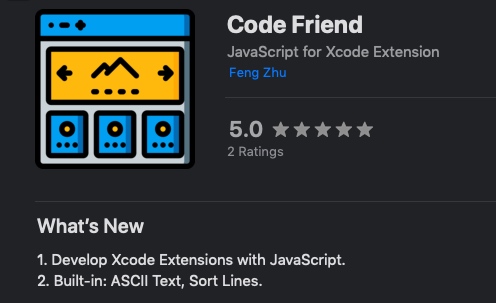 Code Friend
JavaScript for Xcode Extension
Feng Zhu
5.0 ★★★★★
2 Ratings
What's New
1. Develop Xcode Extensions with JavaScript.
2. Built-in: ASCII Text, Sort Lines.